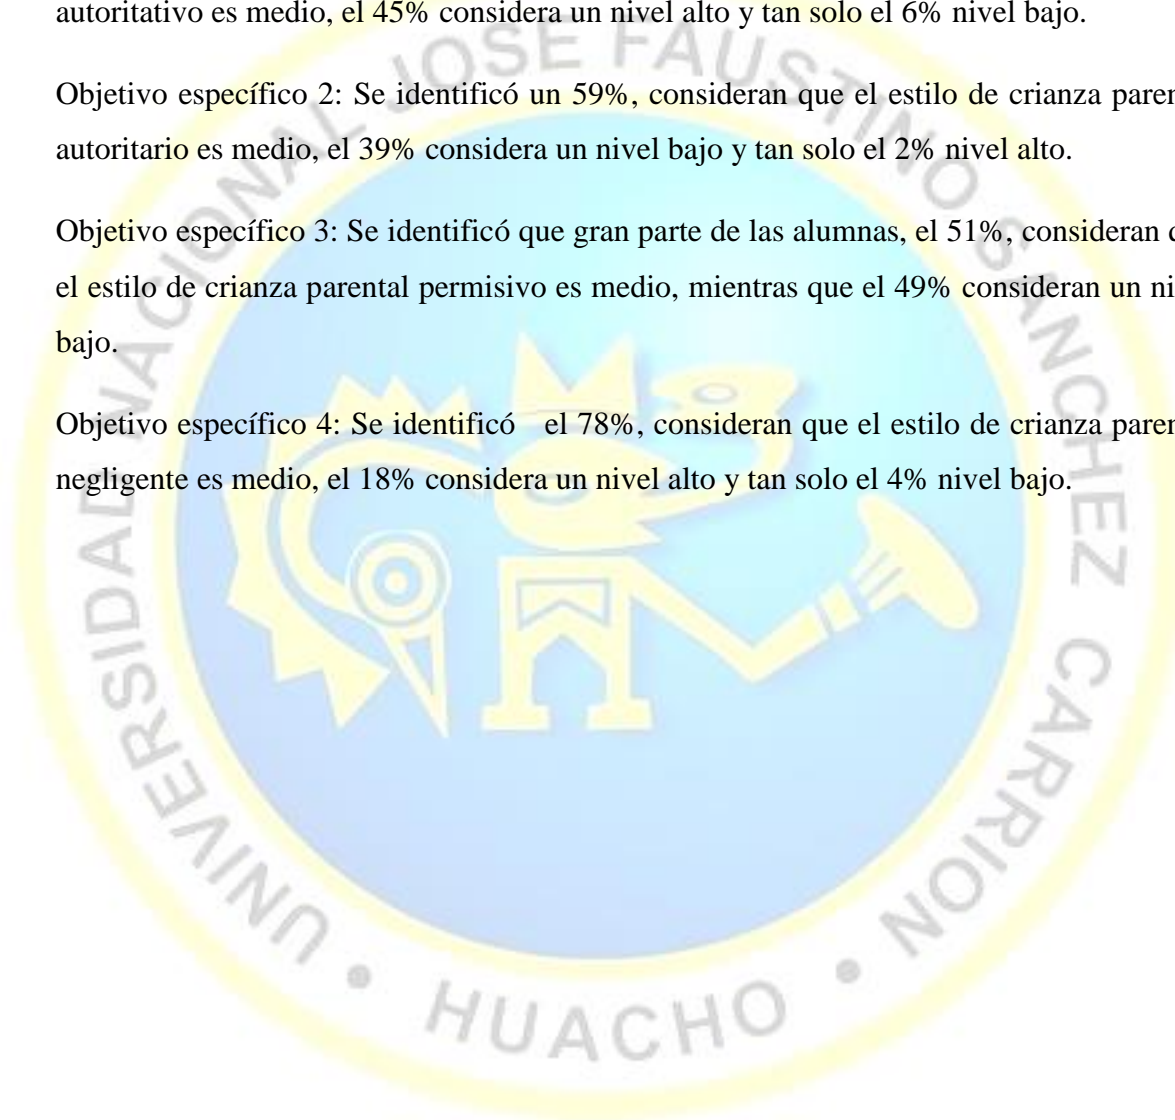 autoritativo es medio, el 45% considera un nivel alto y tan solo el 6% nivel bajo.
Objetivo específico 2: Se identificó un 59%, consideran que el estilo de crianza
autoritario es medio, el 39% considera un nivel bajo y tan solo el 2% nivel alto.
Objetivo específico 3: Se identificó que gran parte de las alumnas, el 51%, consideran
el estilo de crianza parental permisivo es medio, mientras que el 49% consideran un
bajo.
Objetivo específico 4: Se identificó el 78%, consideran que el estilo de crianza
negligente es medio, el 18% considera un nivel alto y tan solo el 4% nivel bajo.
UNIVERSIDAD NACIONAL JOSE FAUSTINO SANCHEZ CARRION
• HUACHO •